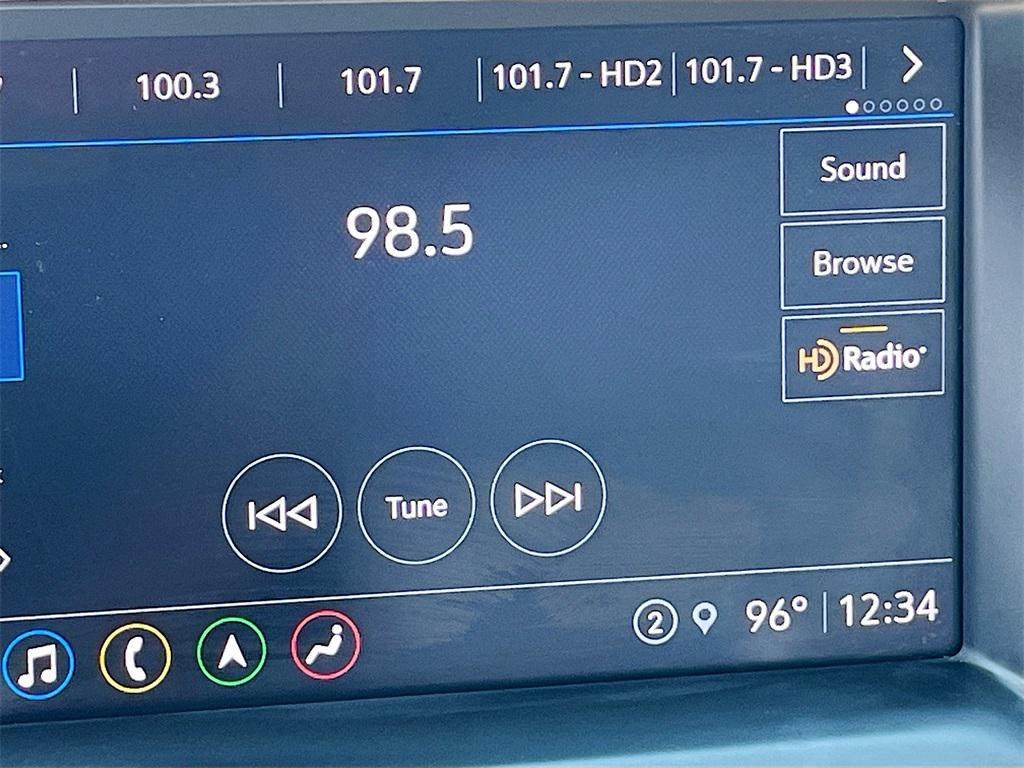 100.3 | 101.7 | 101.7 - HD2 | 101.7 - HD3 |
98.5
Sound
Browse
HD Radio
Tune
2 96° | 12:34